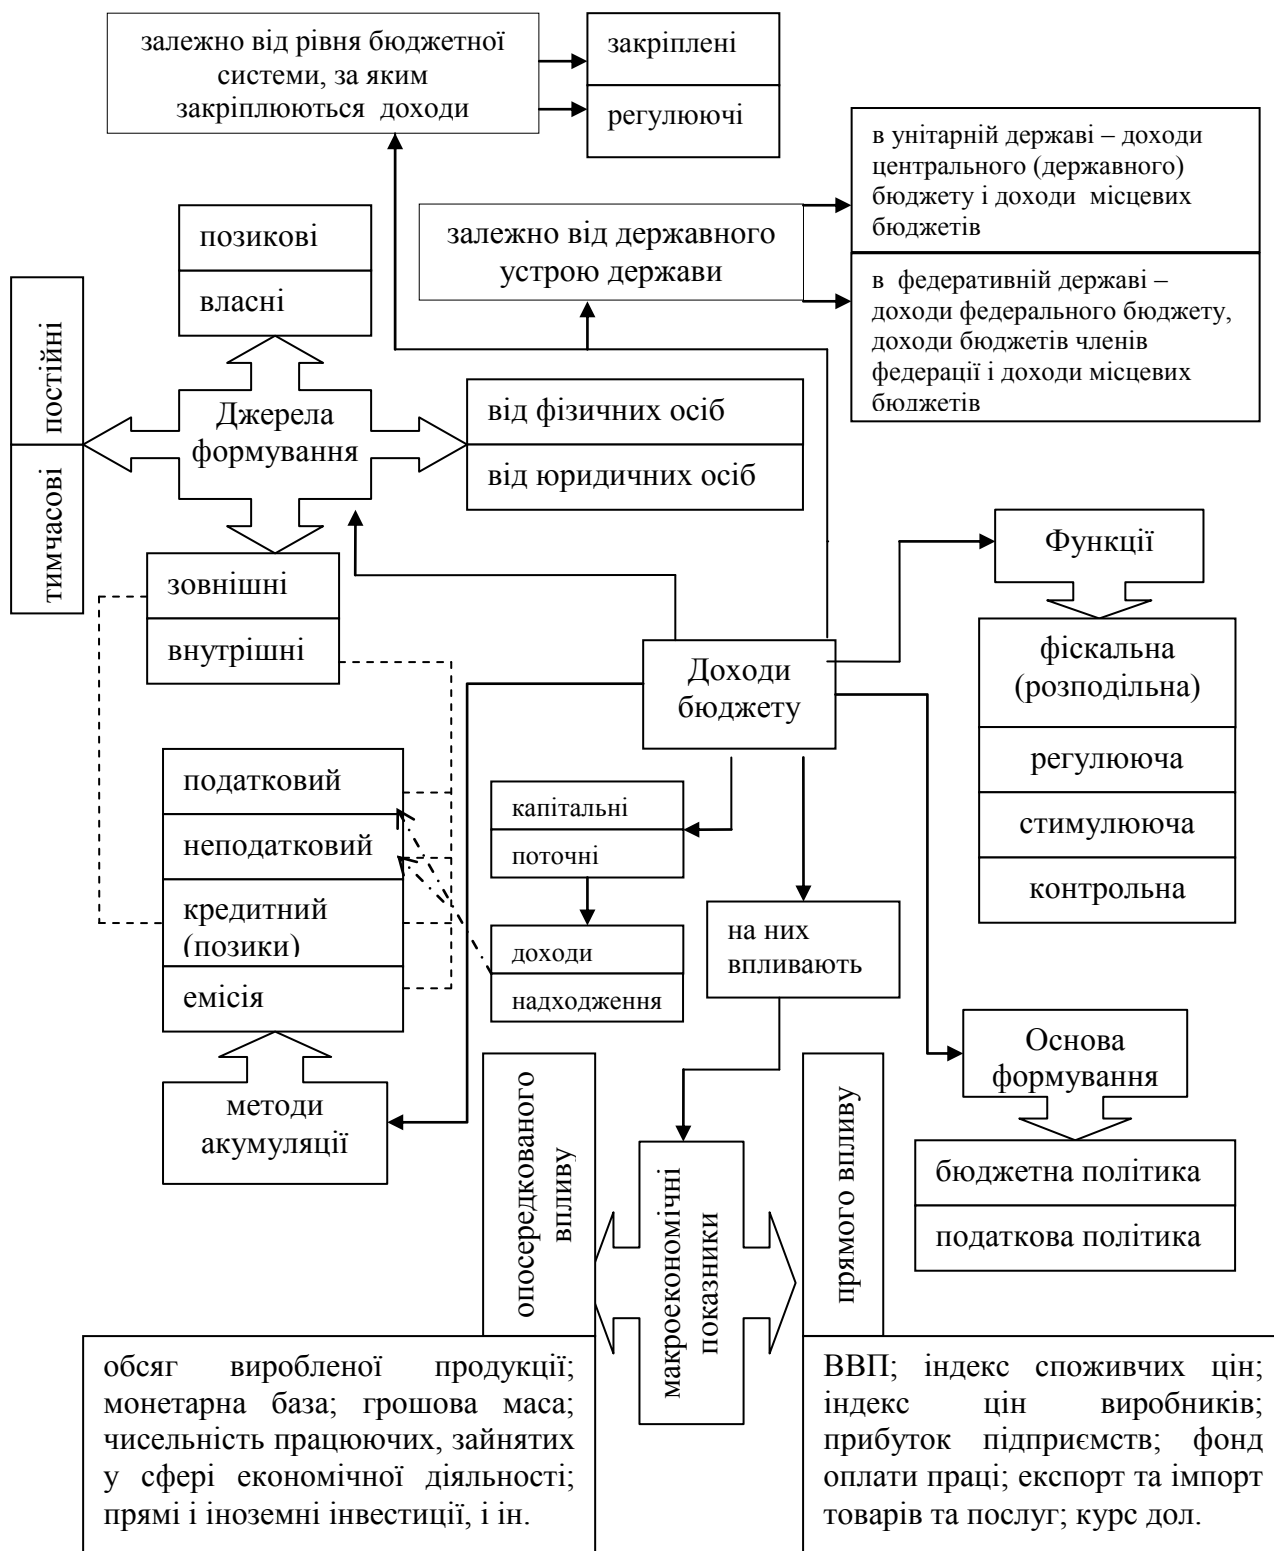 залежно від рівня бюджетної
системи, за яким
закріплюються доходи
закріплені
регулюючі
в унітарній державі – доходи
центрального (державного)
бюджету і доходи місцевих
бюджетів
залежно від державного
устрою держави
в федеративній державі –
доходи федерального бюджету,
доходи бюджетів членів
федерації і доходи місцевих
бюджетів
позикові
власні
постійні
тимчасові
Джерела
формування
від фізичних осіб
від юридичних осіб
зовнішні
внутрішні
Функції
фіскальна
(розподільна)
регулююча
стимулююча
контрольна
Доходи
бюджету
податковий
неподатковий
кредитний
(позики)
емісія
капітальні
поточні
доходи
надходження
на них
впливають
методи
акумуляції
Основа
формування
бюджетна політика
податкова політика
опосередкованого
впливу
макроекономічні
показники
прямого впливу
обсяг виробленої продукції;
монетарна база; грошова маса;
чисельність працюючих, зайнятих
у сфері економічної діяльності;
прямі і іноземні інвестиції, і ін.
ВВП; індекс споживчих цін;
індекс цін виробників;
прибуток підприємств; фонд
оплати праці; експорт та імпорт
товарів та послуг; курс дол.